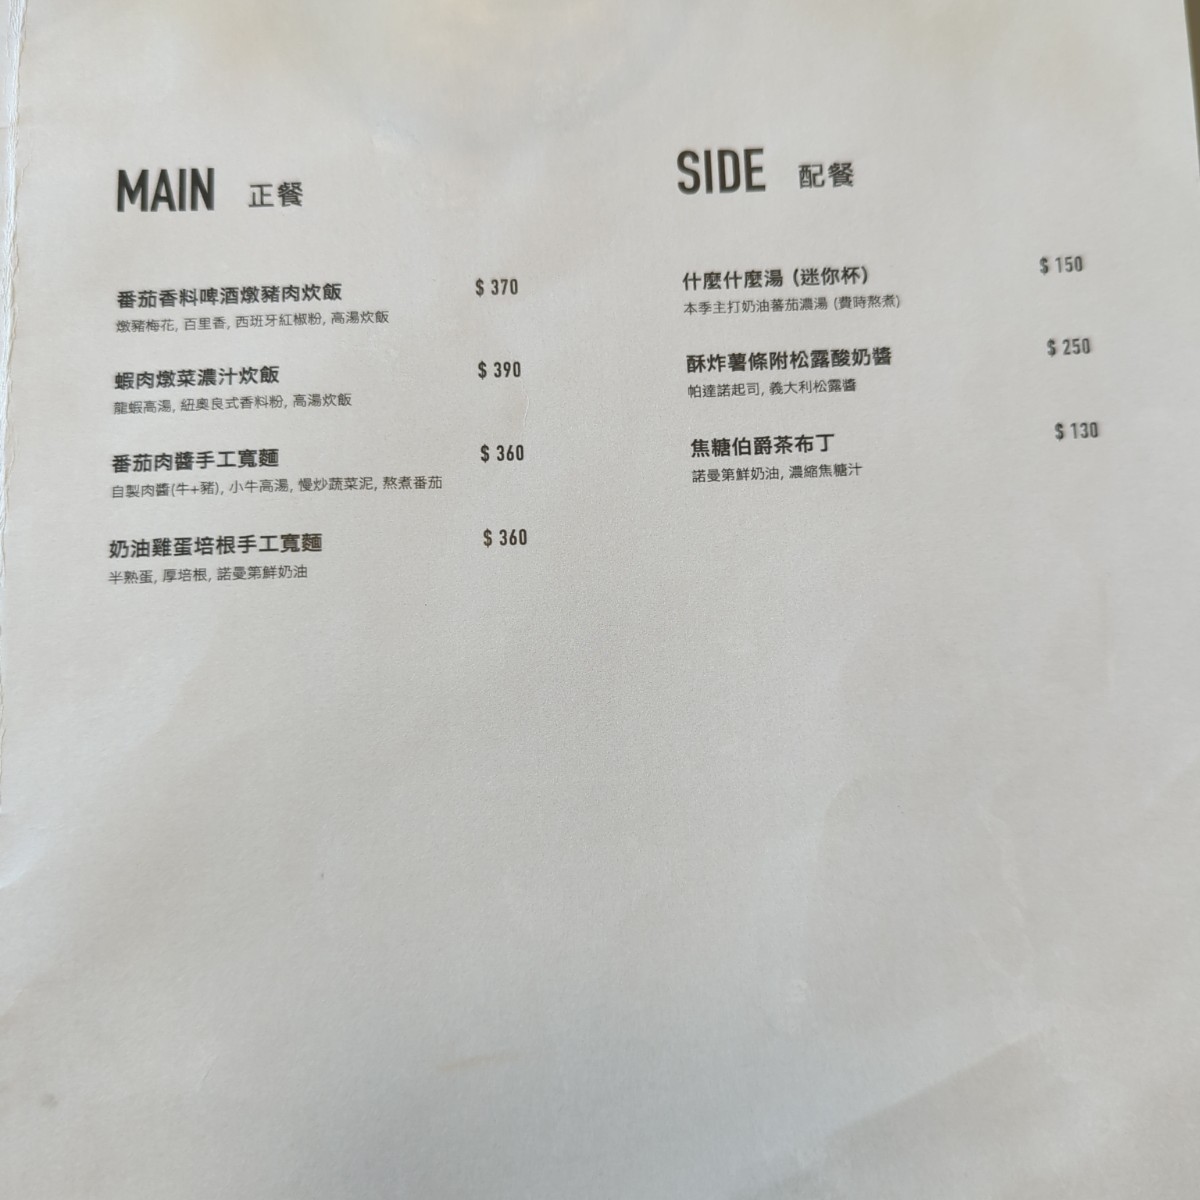 MAIN 正餐
番茄香料啤酒燉豬肉炊飯 $ 370
燉豬梅花, 百里香, 西班牙紅椒粉, 高湯炊飯
蝦肉燉菜濃汁炊飯 $ 390
龍蝦高湯, 紐奧良式香料粉, 高湯炊飯
番茄肉醬手工寬麵 $ 360
自製肉醬(牛+豬), 小牛高湯, 慢炒蔬菜泥, 熬煮番茄
奶油雞蛋培根手工寬麵 $ 360
半熟蛋, 厚培根, 諾曼第鮮奶油
SIDE 配餐
什麼什麼湯 (迷你杯) $ 150
本季主打奶油蕃茄濃湯 (費時熬煮)
酥炸薯條附松露酸奶醬 $ 250
帕達諾起司, 義大利松露醬
焦糖伯爵茶布丁 $ 130
諾曼第鮮奶油, 濃縮焦糖汁